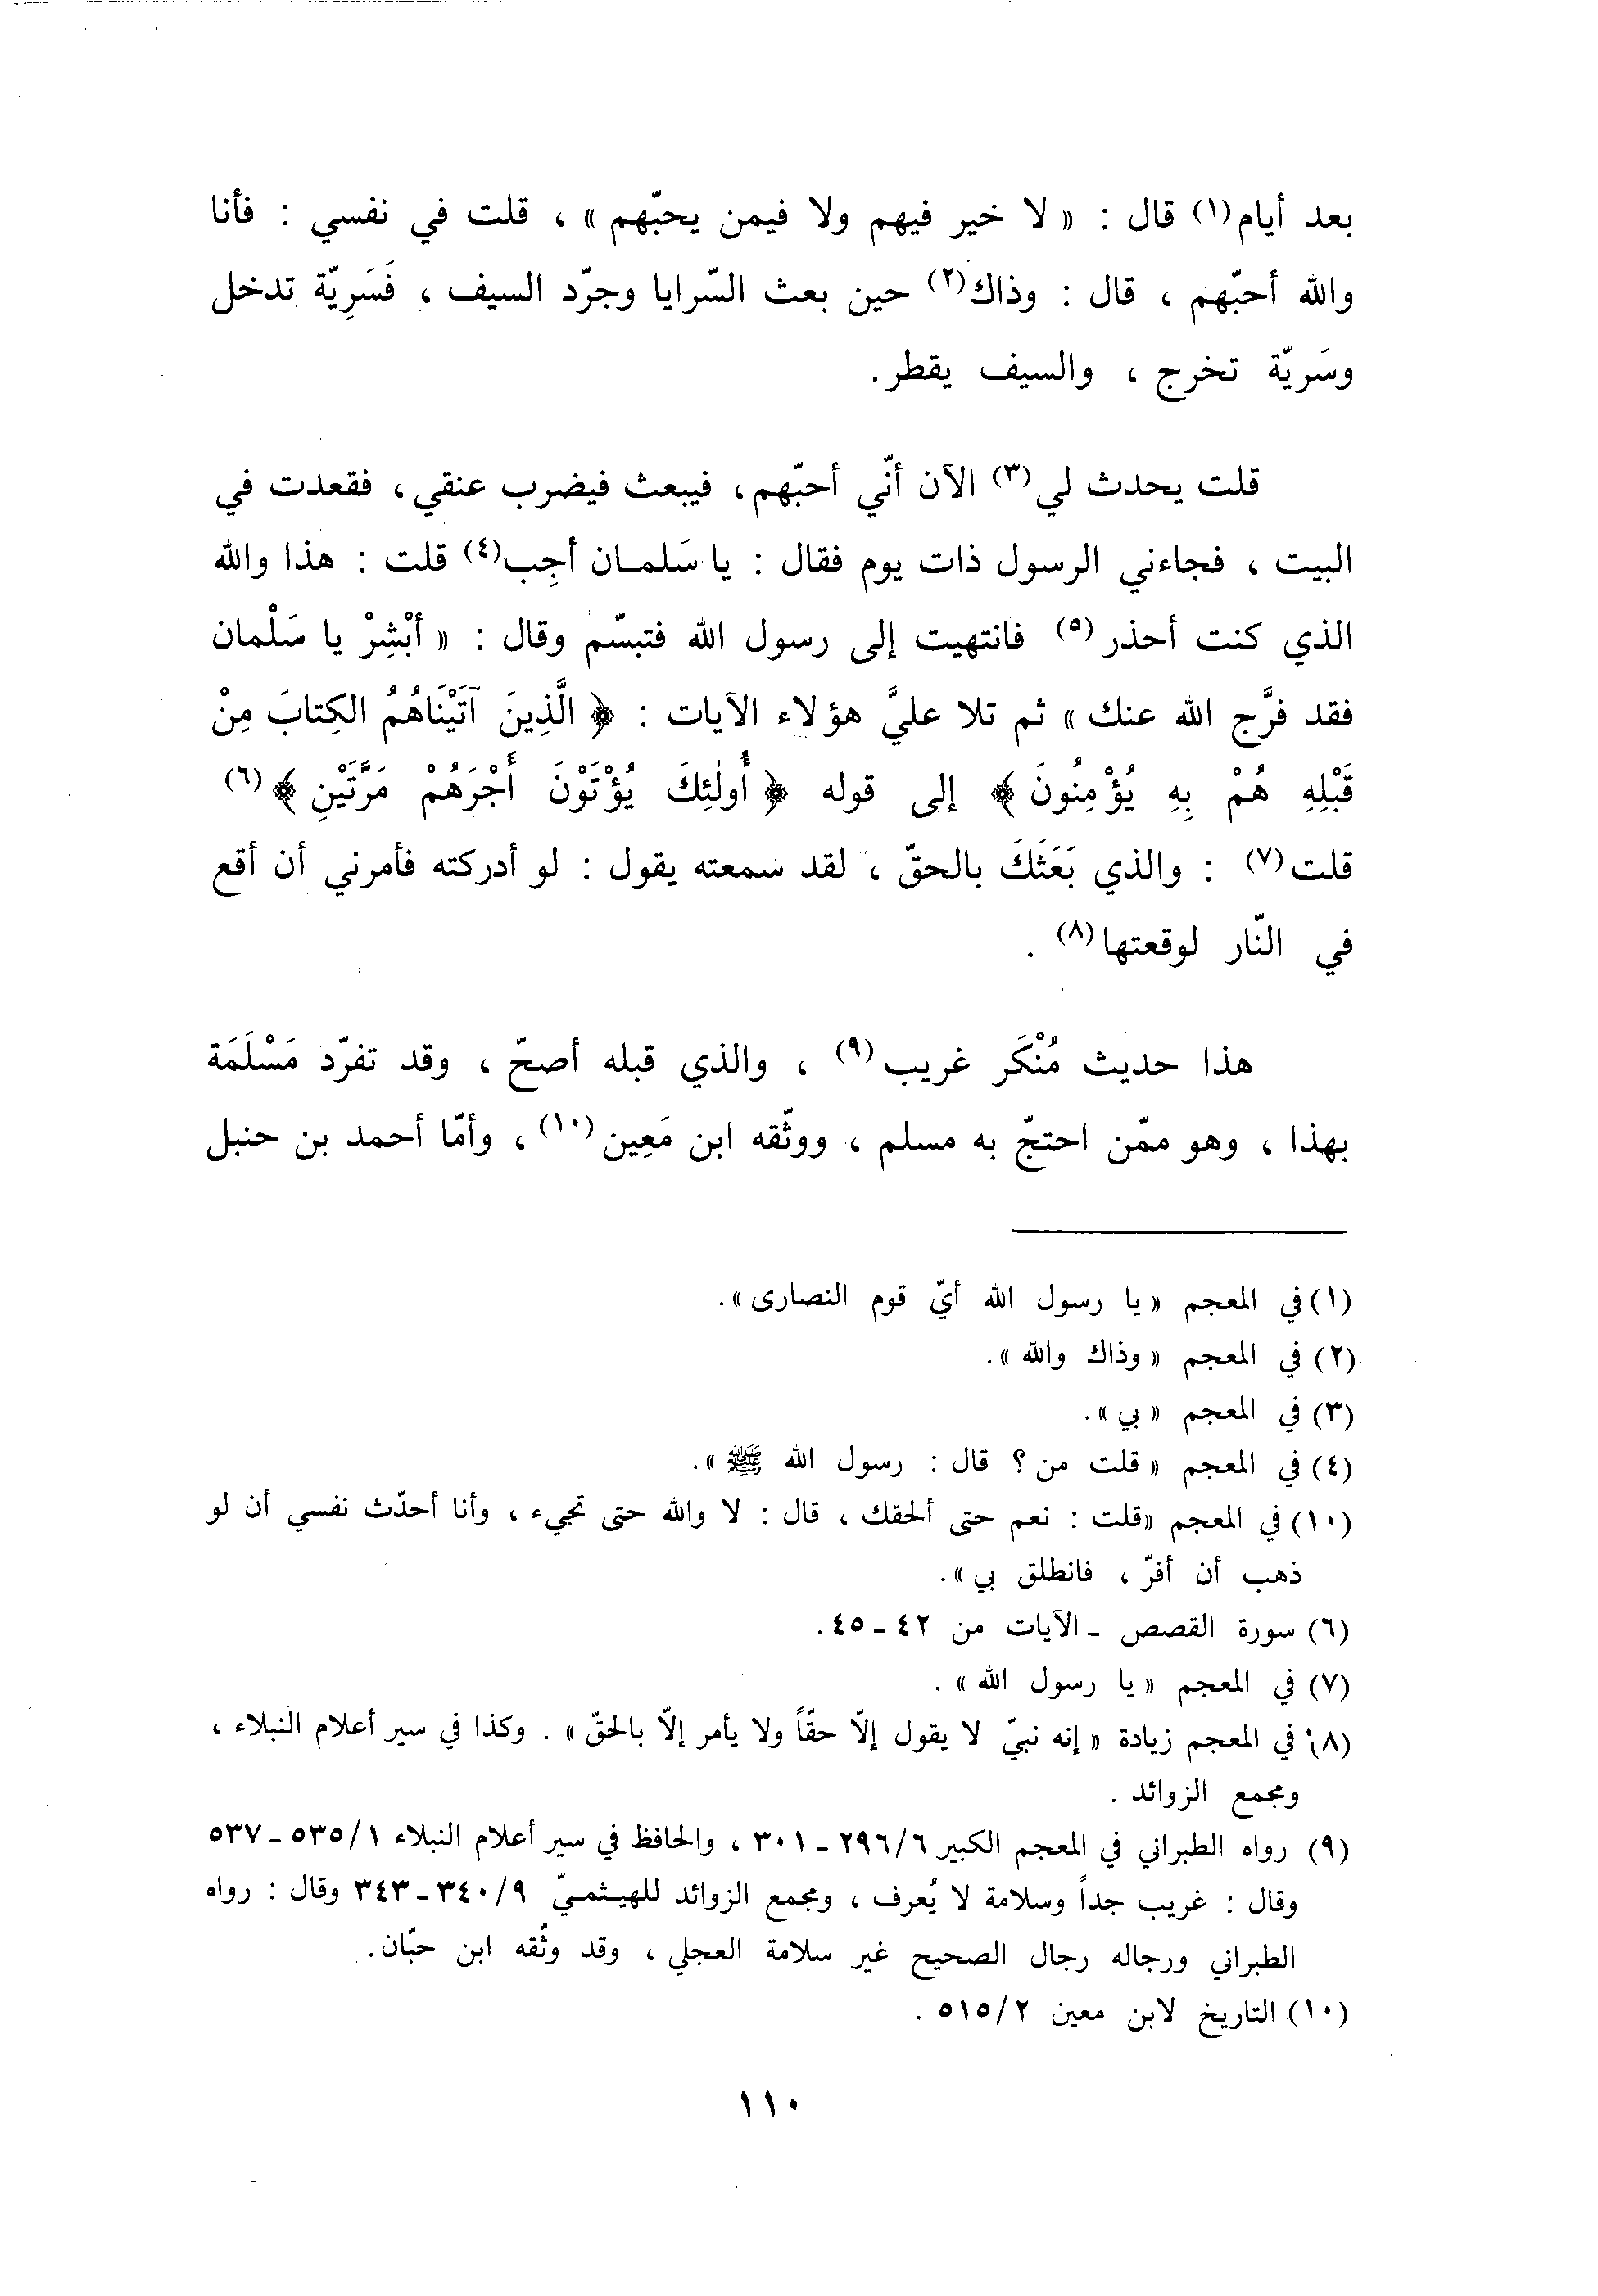 بعد أيام(١) قال : « لا خير فيهم ولا فيمن يحبّهم » ، قلت في نفسي : فأنا
والله أحبّهم ، قال : وذاك(٢) حين بعث السّرايا وجرّد السيف ، فَسَرِيّة تدخل
وسَريّة تخرج ، والسيف يقطر.
قلت يحدث لي(٣) الآن أنّي أحبّهم، فيبعث فيضرب عنقي، فقعدت في
البيت ، فجاءني الرسول ذات يوم فقال : يا سَلمان أجِب(٤) قلت : هذا والله
الذي كنت أحذر(٥) فانتهيت إلى رسول الله فتبسّم وقال : « أبْشِرْ يا سَلْمان
فقد فرَّج الله عنك » ثم تلا عليَّ هؤلاء الآيات : ﴿ الَّذِينَ آتَيْنَاهُمُ الكِتابَ مِنْ
قَبْلِهِ هُمْ بِهِ يُؤْمِنُونَ ﴾ إلى قوله ﴿ أُولٰئِكَ يُؤْتَوْنَ أَجْرَهُمْ مَرَّتَيْنِ ﴾(٦)
قلت(٧) : والذي بَعَثَكَ بالحقّ ، لقد سمعته يقول : لو أدركته فأمرني أن أقع
في النّار لوقعتها(٨) .
هذا حديث مُنْكَر غريب(٩) ، والذي قبله أصحّ ، وقد تفرّد مَسْلَمَة
بهذا ، وهو ممّن احتجّ به مسلم ، ووثّقه ابن مَعِين(١٠) ، وأمّا أحمد بن حنبل
(١) في المعجم « يا رسول الله أيّ قوم النصارى ».
(٢) في المعجم « وذاك والله ».
(٣) في المعجم « بي ».
(٤) في المعجم « قلت من ؟ قال : رسول الله ﷺ ».
(١٠) في المعجم «قلت : نعم حتى ألحقك ، قال : لا والله حتى تجيء ، وأنا أحدّث نفسي أن لو
ذهب أن أفرّ ، فانطلق بي ».
(٦) سورة القصص ـ الآيات من ٤٢ ـ ٤٥.
(٧) في المعجم « يا رسول الله » .
(٨) في المعجم زيادة « إنه نبيّ لا يقول إلّا حقّاً ولا يأمر إلّا بالحقّ » . وكذا في سير أعلام النبلاء ،
ومجمع الزوائد .
(٩) رواه الطبراني في المعجم الكبير ٢٩٦/٦ ـ ٣٠١ ، والحافظ في سير أعلام النبلاء ٥٣٥/١ ـ ٥٣٧
وقال : غريب جداً وسلامة لا يُعرف ، ومجمع الزوائد للهيثميّ ٣٤٠/٩ ـ ٣٤٣ وقال : رواه
الطبراني ورجاله رجال الصحيح غير سلامة العجلي ، وقد وثّقه ابن حبّان.
(١٠) التاريخ لابن معين ٥١٥/٢ .
١١٠